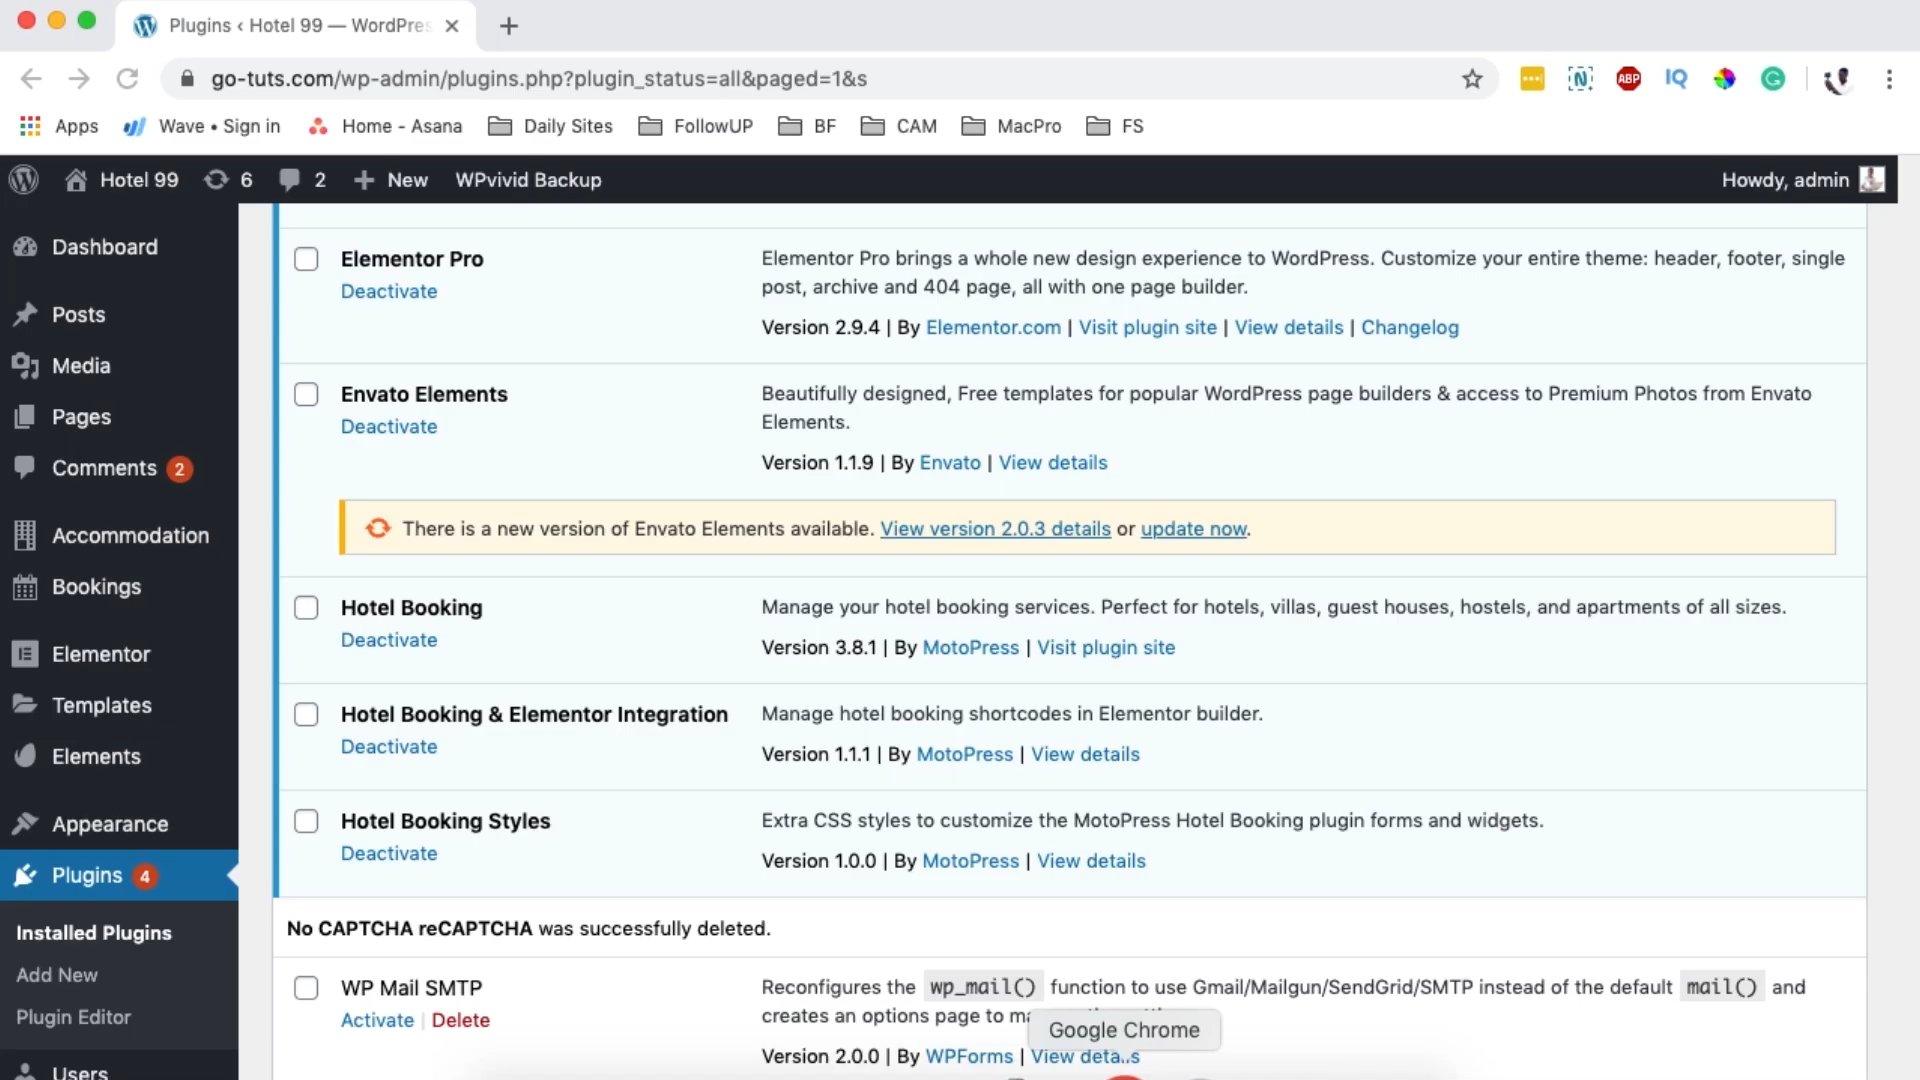 Plugins ‹ Hotel 99 — WordPres
go-tuts.com/wp-admin/plugins.php?plugin_status=all&paged=1&s
ABP
IQ
Apps
Wave • Sign in
Home - Asana
Daily Sites
FollowUP
BF
CAM
MacPro
FS
Hotel 99
6
2
New
WPvivid Backup
Howdy, admin
Dashboard
Posts
Media
Pages
Comments 2
Accommodation
Bookings
Elementor
Templates
Elements
Appearance
Plugins 4
Installed Plugins
Add New
Plugin Editor
Users
Elementor Pro
Deactivate
Elementor Pro brings a whole new design experience to WordPress. Customize your entire theme: header, footer, single
post, archive and 404 page, all with one page builder.
Version 2.9.4 | By Elementor.com | Visit plugin site | View details | Changelog
Envato Elements
Deactivate
Beautifully designed, Free templates for popular WordPress page builders & access to Premium Photos from Envato
Elements.
Version 1.1.9 | By Envato | View details
There is a new version of Envato Elements available. View version 2.0.3 details or update now.
Hotel Booking
Deactivate
Manage your hotel booking services. Perfect for hotels, villas, guest houses, hostels, and apartments of all sizes.
Version 3.8.1 | By MotoPress | Visit plugin site
Hotel Booking & Elementor Integration
Deactivate
Manage hotel booking shortcodes in Elementor builder.
Version 1.1.1 | By MotoPress | View details
Hotel Booking Styles
Deactivate
Extra CSS styles to customize the MotoPress Hotel Booking plugin forms and widgets.
Version 1.0.0 | By MotoPress | View details
No CAPTCHA reCAPTCHA was successfully deleted.
WP Mail SMTP
Activate | Delete
Reconfigures the wp_mail() function to use Gmail/Mailgun/SendGrid/SMTP instead of the default mail() and
creates an options page to
Google Chrome
Version 2.0.0 | By WPForms | View details